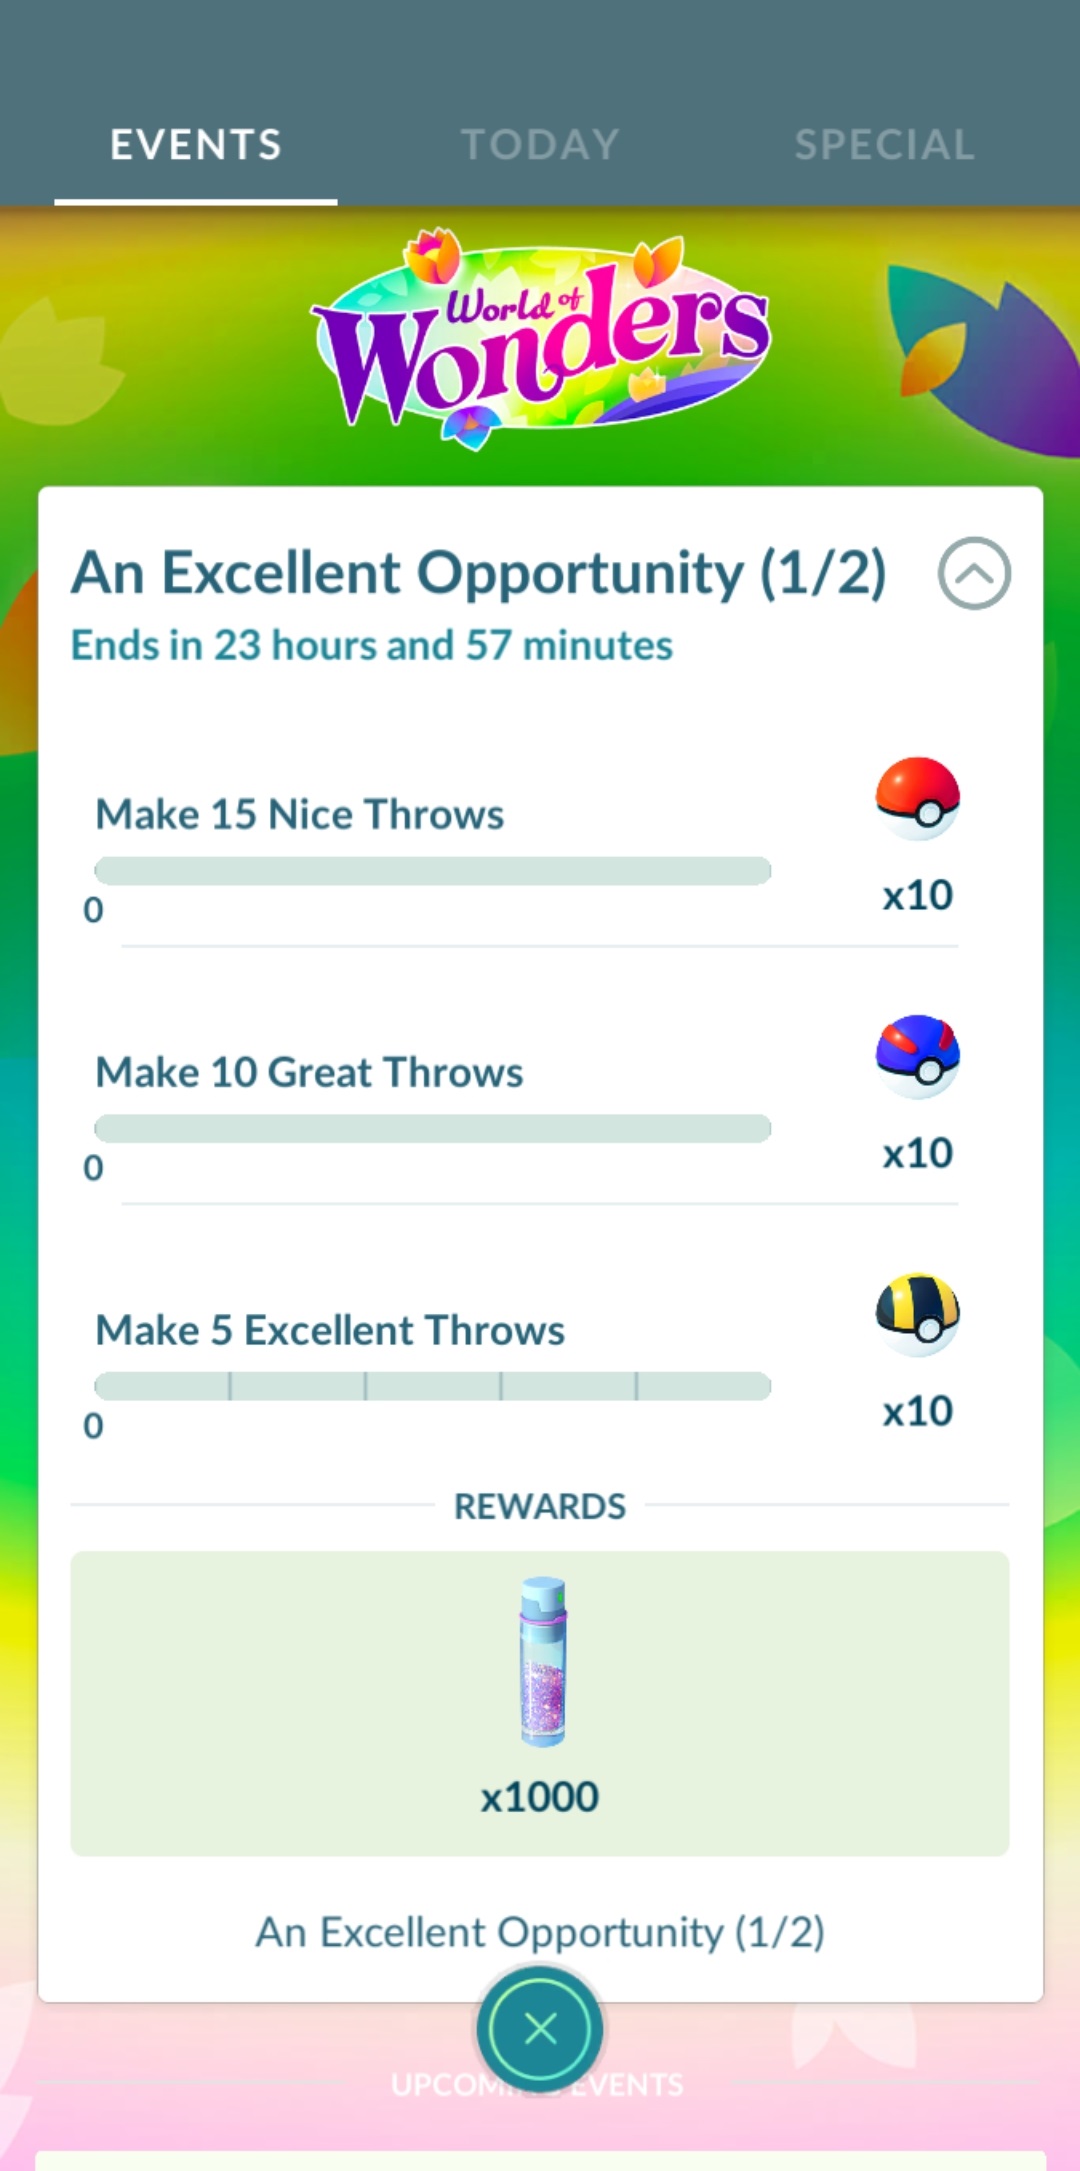 EVENTS TODAY SPECIAL
World of
Wonders
An Excellent Opportunity (1/2)
Ends in 23 hours and 57 minutes
Make 15 Nice Throws
x10
0
Make 10 Great Throws
x10
0
Make 5 Excellent Throws
x10
0
REWARDS
x1000
An Excellent Opportunity (1/2)
EVENTS